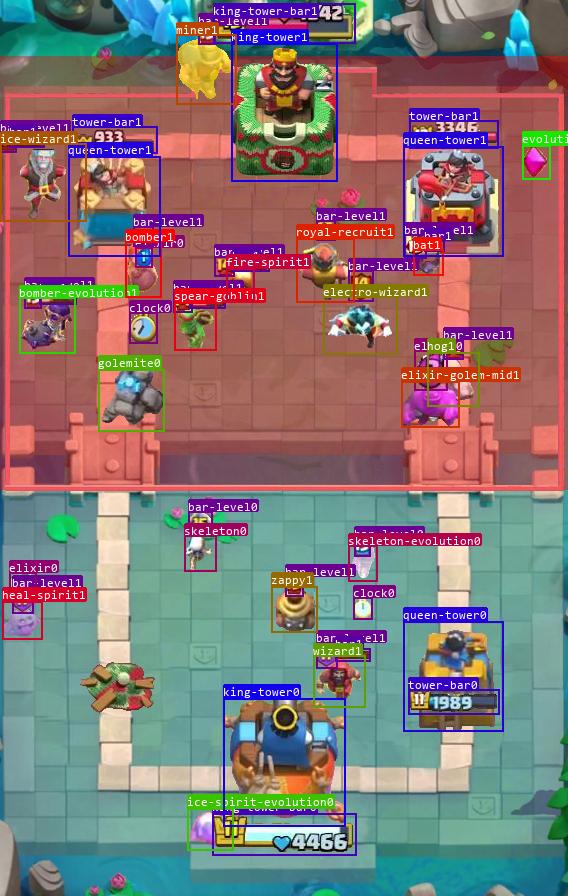 king-tower-bar1
bar-level1
42
miner1
king-tower1
tower-bar1
933
tower-bar1
3346
ice-wizard1
queen-tower1
queen-tower1
evoluti
bar-level1
bar-level1
bomber1
royal-recruit1
bat1
bar-level1
fire-spirit1
bar-level1
bomber-evolution1
spear-goblin1
electro-wizard1
clock0
bar-level1
golemite0
elixir-golem-mid1
bar-level0
skeleton0
skeleton-evolution0
elixir0
bar-level1
heal-spirit1
bar-level1
zappy1
clock0
queen-tower0
wizard1
tower-bar0
1989
king-tower0
ice-spirit-evolution0
4466